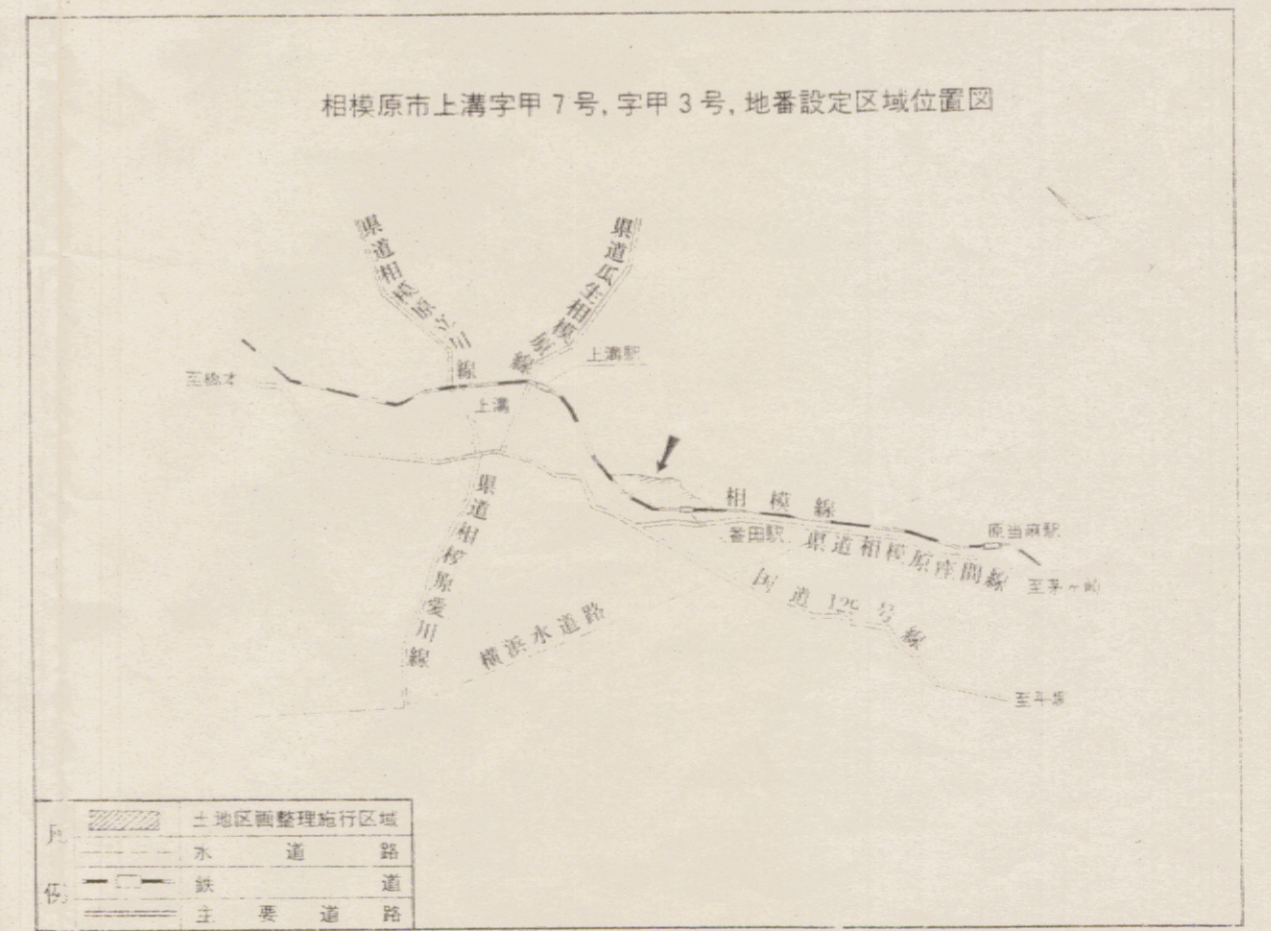 相模原市上溝字甲7号,字甲3号,地番設定区域位置図
県道相模原立川線
県道瓜生相模原線
上溝駅
至橋本
上溝
相模線
番田駅
原当麻駅
県道相模原座間線
至茅ヶ崎
県道相模原愛川線
国道129号線
横浜水道路
至平塚
凡例
土地区画整理施行区域
水道路
鉄道
主要道路